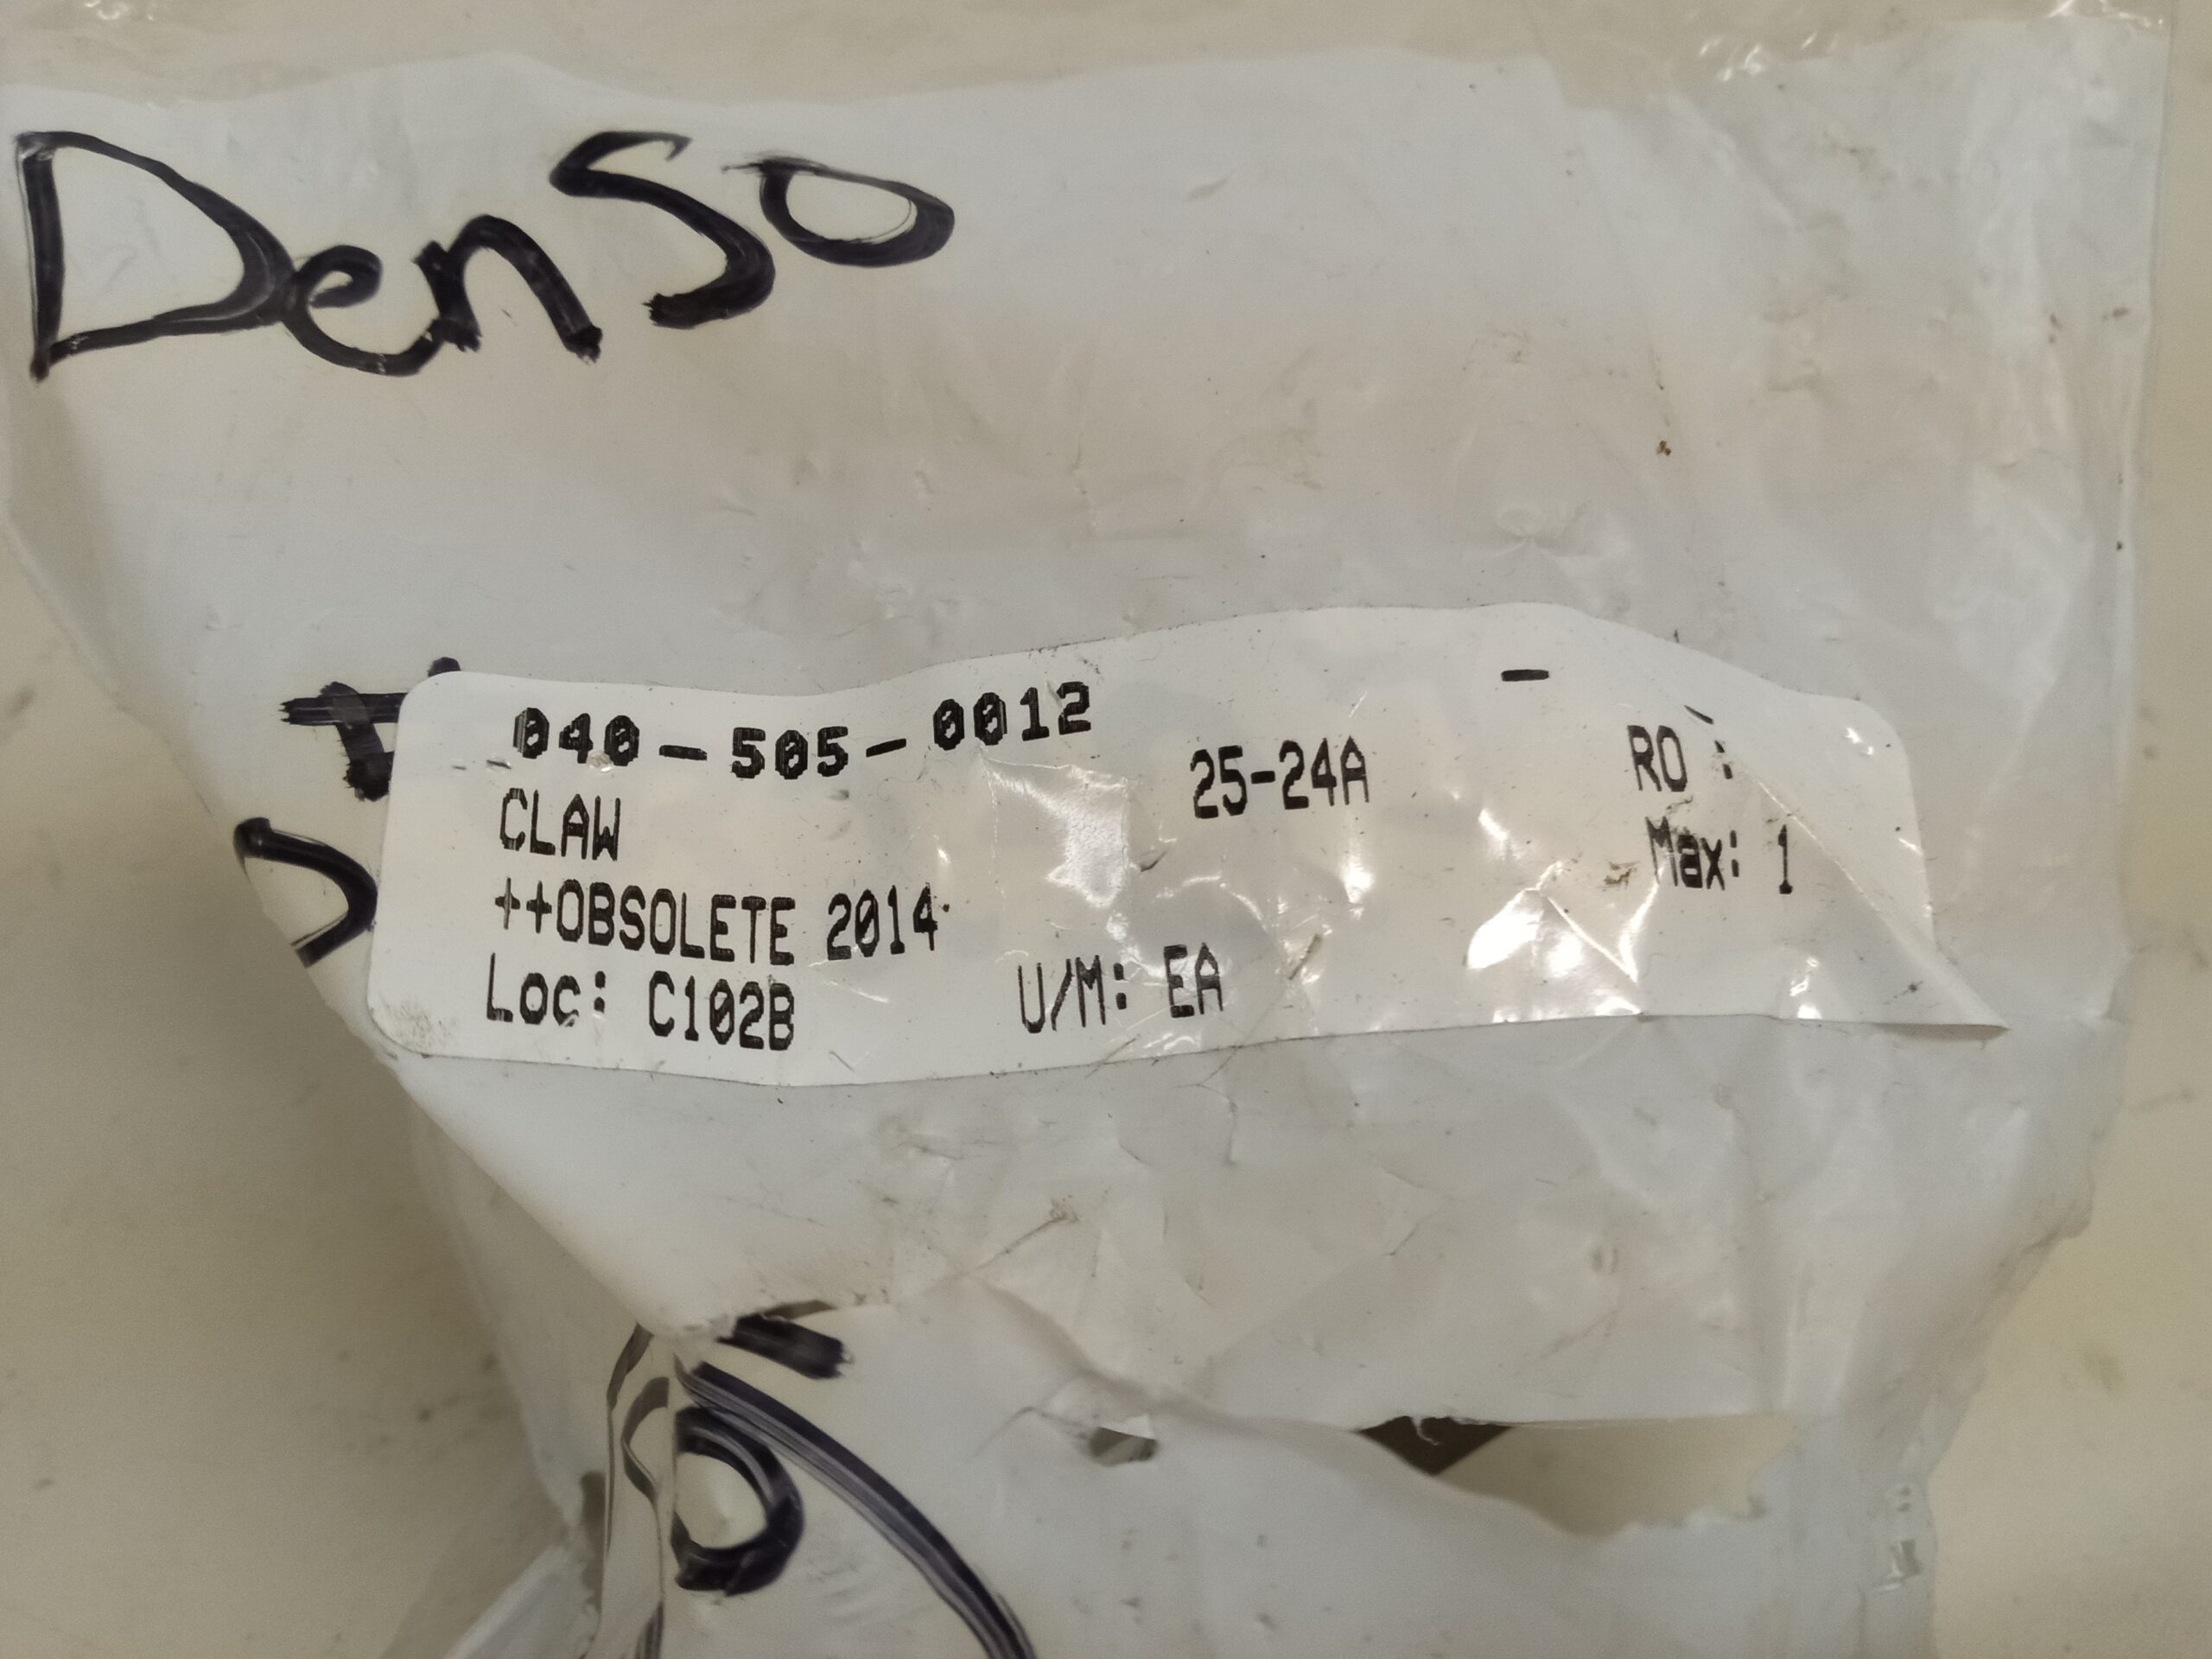 Denso
040-505-0012
25-24A
-
RO :
CLAW
Max: 1
++OBSOLETE 2014
Loc: C102B
U/M: EA